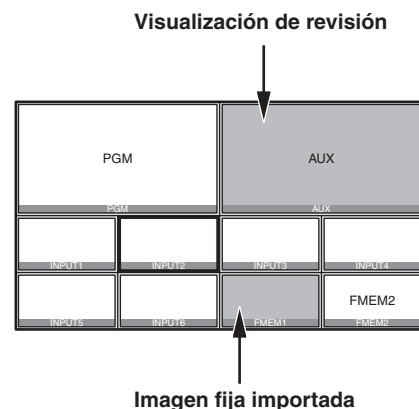 Visualización de revisión
PGM
AUX
PGM
AUX
INPUT1
INPUT2
INPUT3
INPUT4
FMEM2
INPUT5
INPUT6
FMEM1
FMEM2
Imagen fija importada